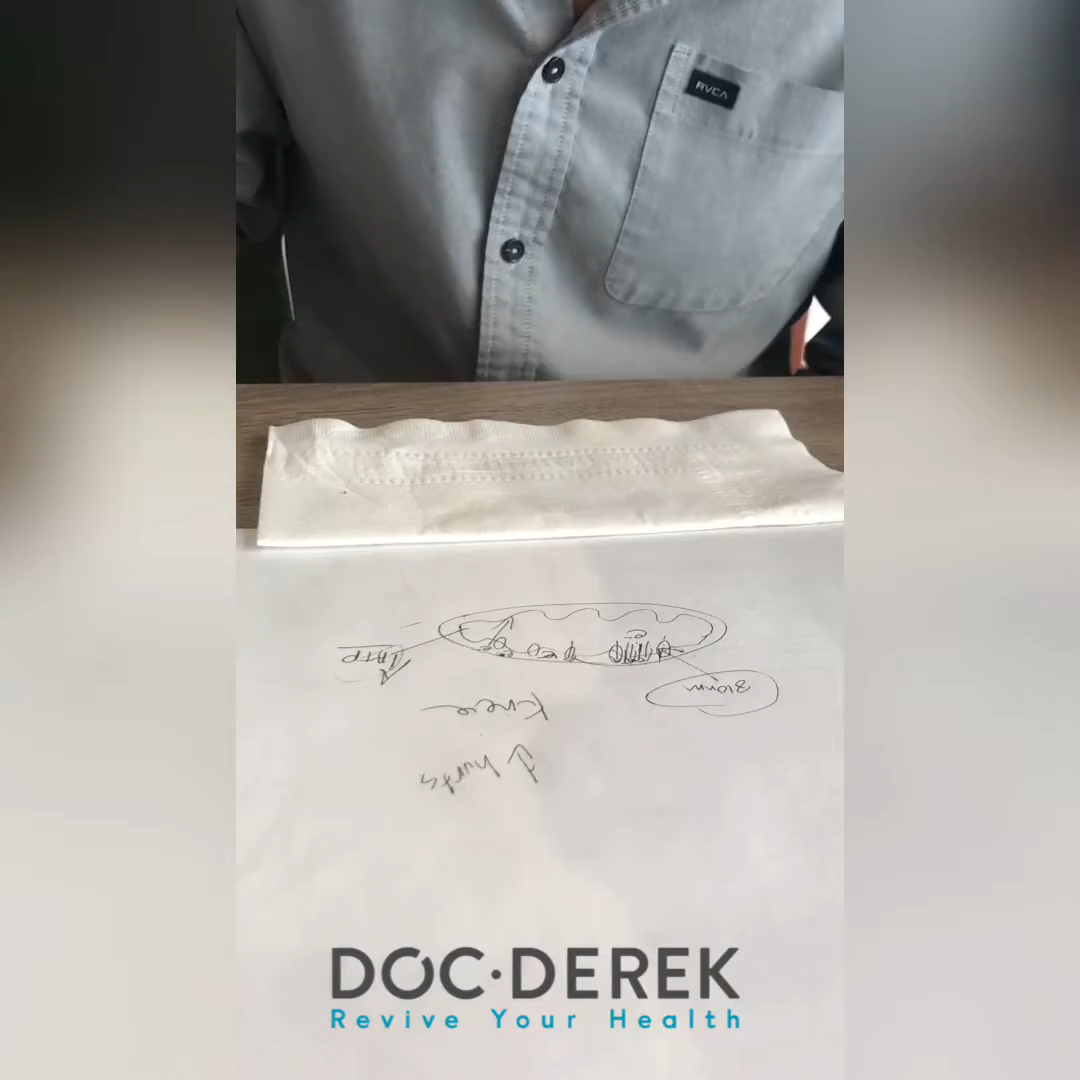 RVCA
hurts
Knee
810nm
ATP
DOC·DEREK
Revive Your Health